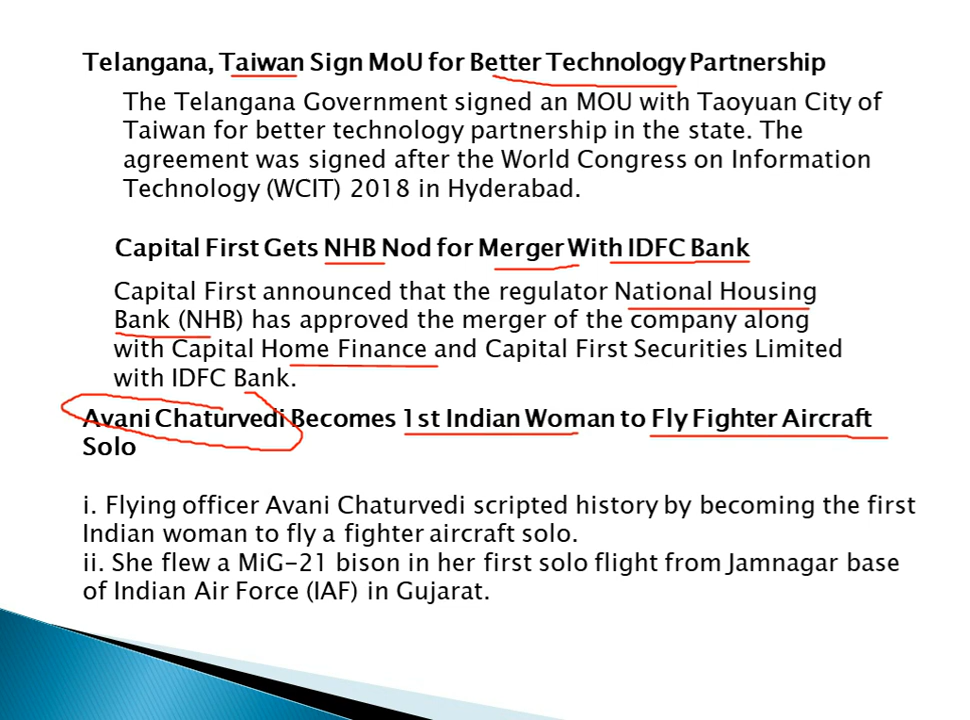 Telangana, Taiwan Sign MoU for Better Technology Partnership
The Telangana Government signed an MOU with Taoyuan City of
Taiwan for better technology partnership in the state. The
agreement was signed after the World Congress on Information
Technology (WCIT) 2018 in Hyderabad.
Capital First Gets NHB Nod for Merger With IDFC Bank
Capital First announced that the regulator National Housing
Bank (NHB) has approved the merger of the company along
with Capital Home Finance and Capital First Securities Limited
with IDFC Bank.
Avani Chaturvedi Becomes 1st Indian Woman to Fly Fighter Aircraft
Solo
i. Flying officer Avani Chaturvedi scripted history by becoming the first
Indian woman to fly a fighter aircraft solo.
ii. She flew a MiG-21 bison in her first solo flight from Jamnagar base
of Indian Air Force (IAF) in Gujarat.